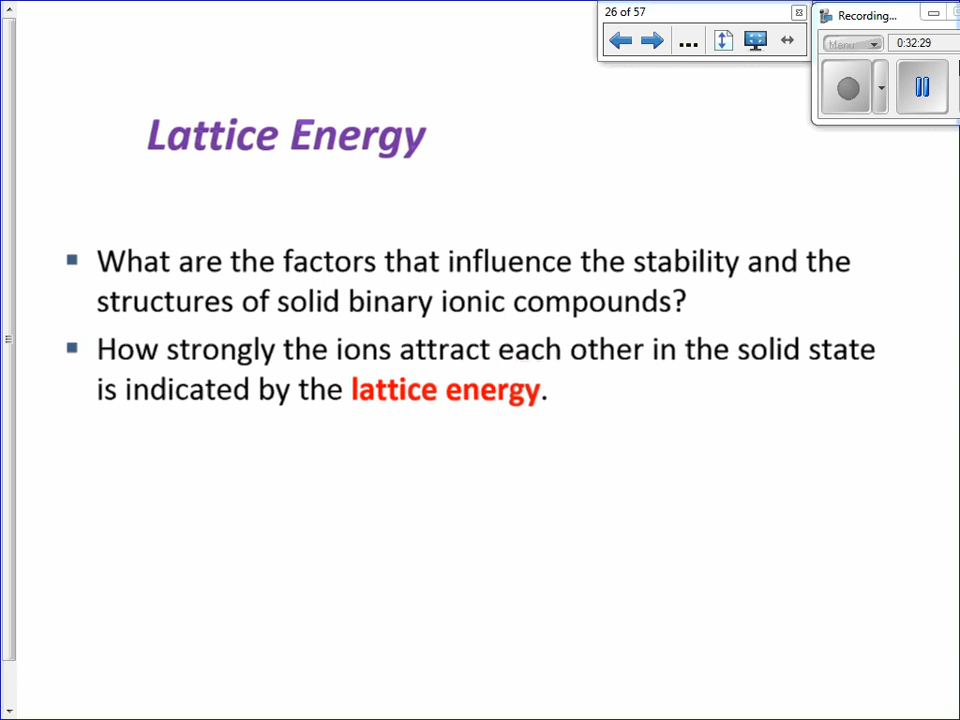 26 of 57
Recording...
Menu
0:32:29
Lattice Energy
What are the factors that influence the stability and the
structures of solid binary ionic compounds?
How strongly the ions attract each other in the solid state
is indicated by the lattice energy.